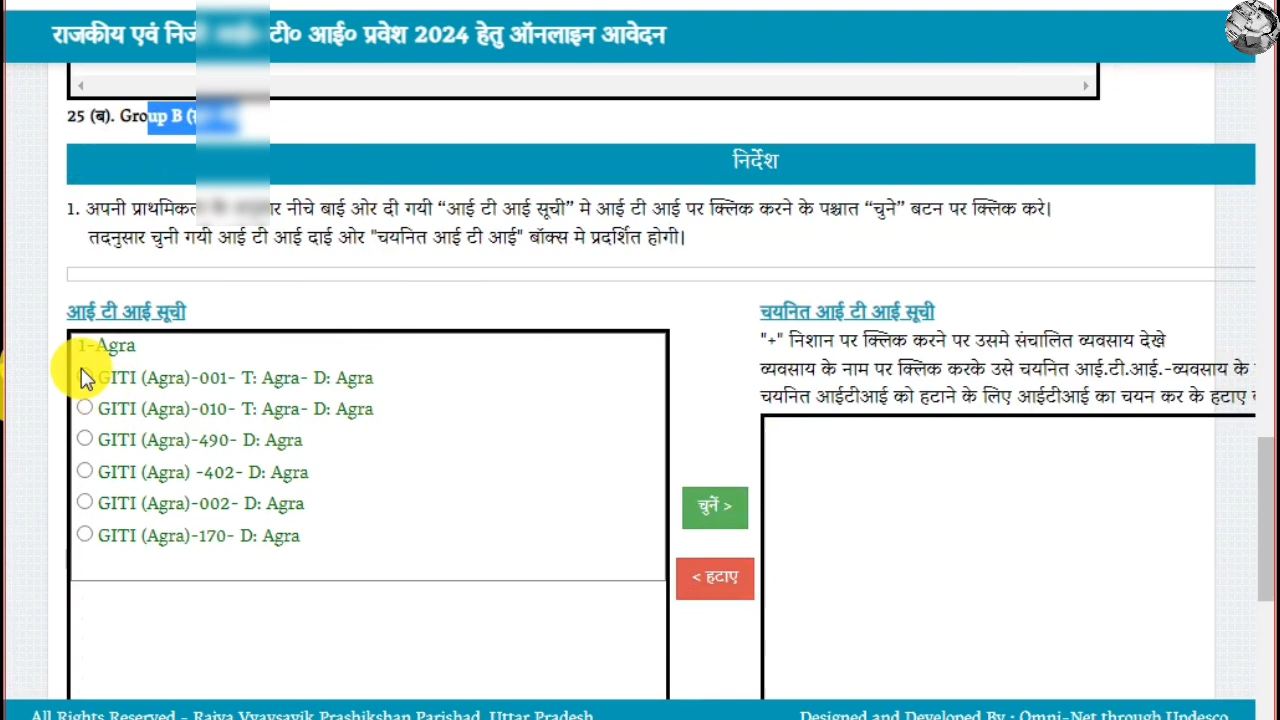 राजकीय एवं निजी टी० आई० प्रवेश 2024 हेतु ऑनलाइन आवेदन
25 (ब). Group B
निर्देश
1. अपनी प्राथमिकता नीचे बाई ओर दी गयी “आई टी आई सूची” मे आई टी आई पर क्लिक करने के पश्चात “चुने” बटन पर क्लिक करे।
तदनुसार चुनी गयी आई टी आई दाई ओर "चयनित आई टी आई" बॉक्स मे प्रदर्शित होगी।
आई टी आई सूची
1-Agra
GITI (Agra)-001- T: Agra- D: Agra
GITI (Agra)-010- T: Agra- D: Agra
GITI (Agra)-490- D: Agra
GITI (Agra) -402- D: Agra
GITI (Agra)-002- D: Agra
GITI (Agra)-170- D: Agra
चुनें >
< हटाए
चयनित आई टी आई सूची
"+" निशान पर क्लिक करने पर उसमे संचालित व्यवसाय देखे
व्यवसाय के नाम पर क्लिक करके उसे चयनित आई.टी.आई.-व्यवसाय के
चयनित आईटीआई को हटाने के लिए आईटीआई का चयन कर के हटाए
All Rights Reserved - Rajya Vyavsayik Prashikshan Parishad, Uttar Pradesh
Designed and Developed By : Omni-Net through Updesco